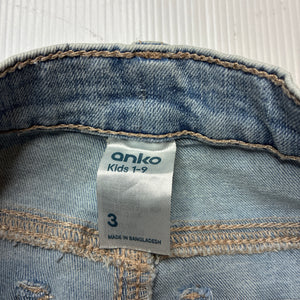 anko
Kids 1-9
3
MADE IN BANGLADESH